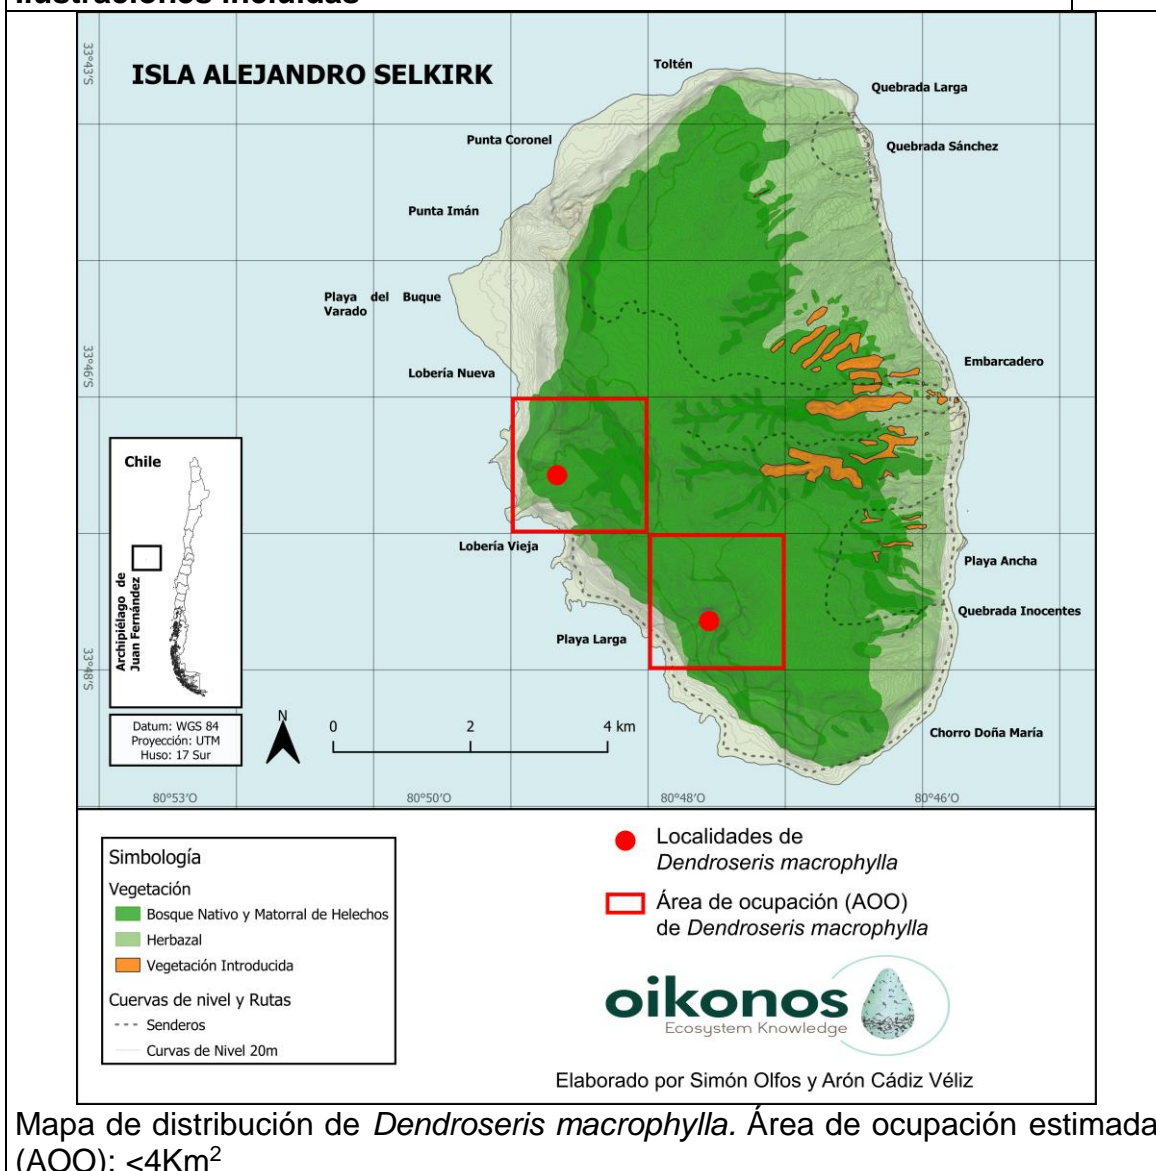 Ilustraciones incluidas
ISLA ALEJANDRO SELKIRK
33°43'S
33°46'S
33°48'S
Toltén
Quebrada Larga
Punta Coronel
Quebrada Sánchez
Punta Imán
Playa del Buque
Varado
Embarcadero
Lobería Nueva
Lobería Vieja
Playa Ancha
Quebrada Inocentes
Playa Larga
Chorro Doña María
Chile
Archipiélago de
Juan Fernández
Datum: WGS 84
Proyección: UTM
Huso: 17 Sur
N
0 2 4 km
80°53'O 80°50'O 80°48'O 80°46'O
Simbología
Vegetación
Bosque Nativo y Matorral de Helechos
Herbazal
Vegetación Introducida
Cuervas de nivel y Rutas
Senderos
Curvas de Nivel 20m
Localidades de
Dendroseris macrophylla
Área de ocupación (AOO)
de Dendroseris macrophylla
oikonos
Ecosystem Knowledge
Elaborado por Simón Olfos y Arón Cádiz Véliz
Mapa de distribución de Dendroseris macrophylla. Área de ocupación estimada
(AOO): <4Km²